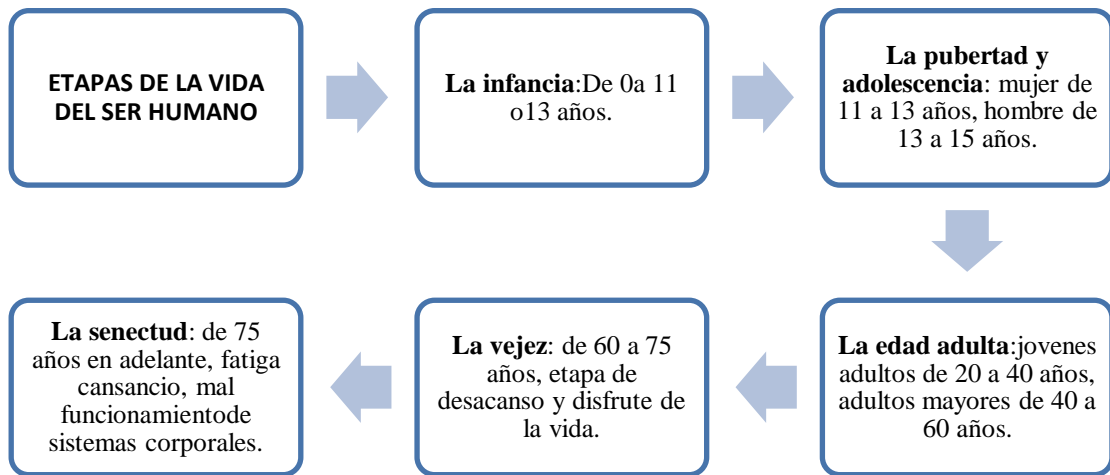 ETAPAS DE LA VIDA
DEL SER HUMANO
La infancia:De 0a 11
o13 años.
La pubertad y
adolescencia: mujer de
11 a 13 años, hombre de
13 a 15 años.
La edad adulta:jovenes
adultos de 20 a 40 años,
adultos mayores de 40 a
60 años.
La vejez: de 60 a 75
años, etapa de
desacanso y disfrute de
la vida.
La senectud: de 75
años en adelante, fatiga
cansancio, mal
funcionamientode
sistemas corporales.